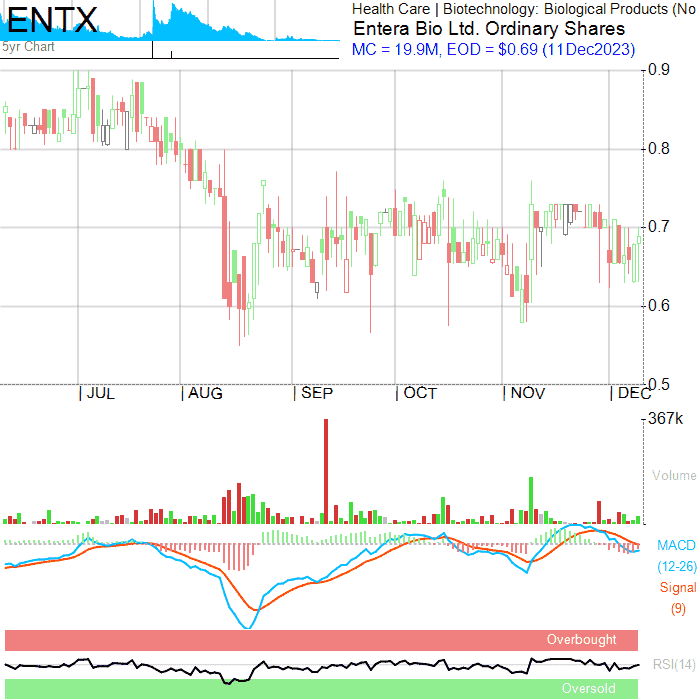 ENTX
5yr Chart
Health Care | Biotechnology: Biological Products (No
Entera Bio Ltd. Ordinary Shares
MC = 19.9M, EOD = $0.69 (11Dec2023)
0.9
0.8
0.7
0.6
0.5
JUL
AUG
SEP
OCT
NOV
DEC
367k
Volume
MACD
(12-26)
Signal
(9)
Overbought
RSI(14)
Oversold